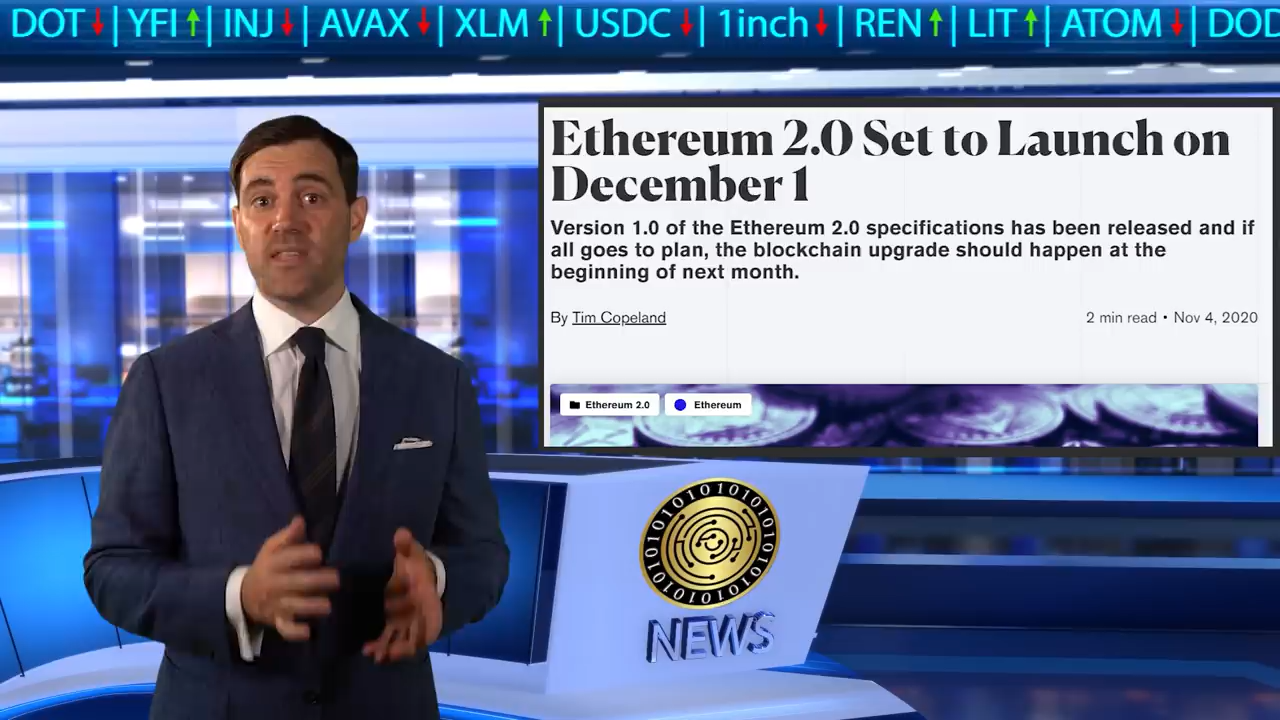 DOT↓| YFI↑| INJ↓| AVAX↓| XLM↑| USDC↓| 1inch↓| REN↑| LIT↑| ATOM↓| DOD
Ethereum 2.0 Set to Launch on
December 1
Version 1.0 of the Ethereum 2.0 specifications has been released and if
all goes to plan, the blockchain upgrade should happen at the
beginning of next month.
By Tim Copeland 2 min read • Nov 4, 2020
Ethereum 2.0 Ethereum
NEWS